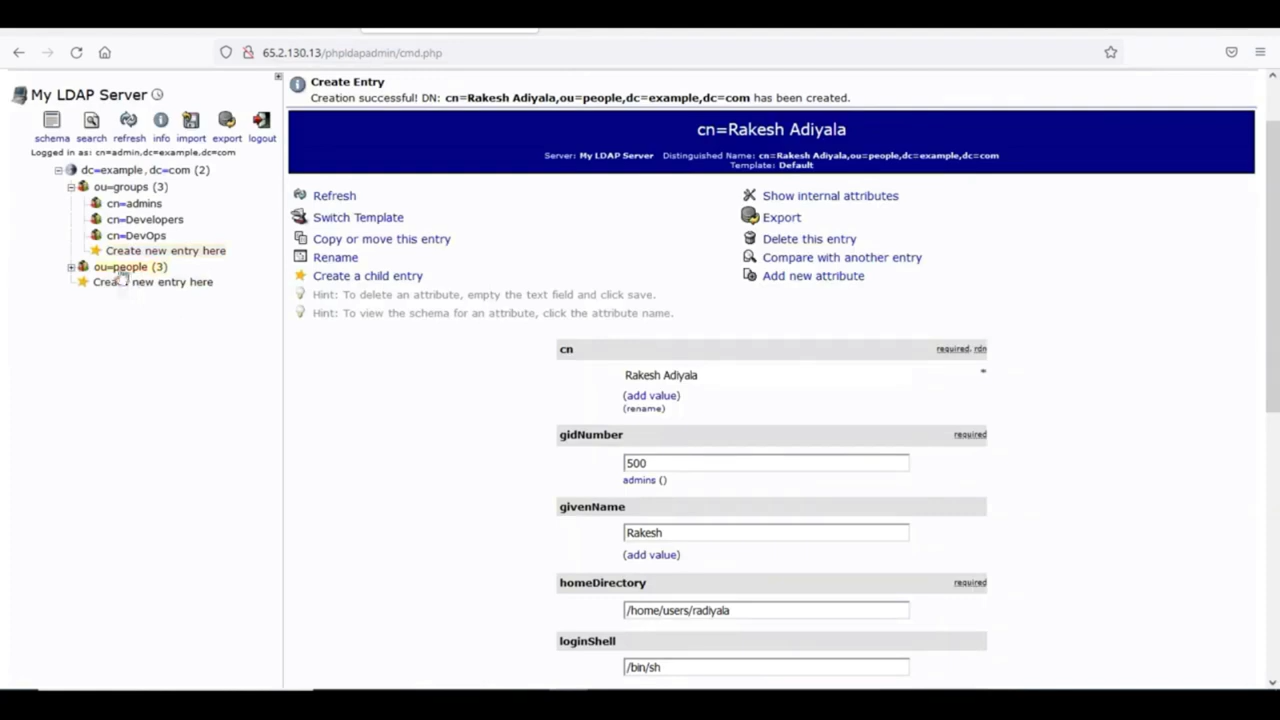 65.2.130.13/phpldapadmin/cmd.php
My LDAP Server
schema search refresh info import export logout
Logged in as: cn=admin,dc=example,dc=com
dc=example, dc=com (2)
ou=groups (3)
cn=admins
cn=Developers
cn=DevOps
Create new entry here
ou=people (3)
Create new entry here
Create Entry
Creation successful! DN: cn=Rakesh Adiyala,ou=people,dc=example,dc=com has been created.
cn=Rakesh Adiyala
Server: My LDAP Server Distinguished Name: cn=Rakesh Adiyala,ou=people,dc=example,dc=com
Template: Default
Refresh Show internal attributes
Switch Template Export
Copy or move this entry Delete this entry
Rename Compare with another entry
Create a child entry Add new attribute
Hint: To delete an attribute, empty the text field and click save.
Hint: To view the schema for an attribute, click the attribute name.
cn required, rdn
Rakesh Adiyala *
(add value)
(rename)
gidNumber required
500
admins ()
givenName
Rakesh
(add value)
homeDirectory required
/home/users/radiyala
loginShell
/bin/sh